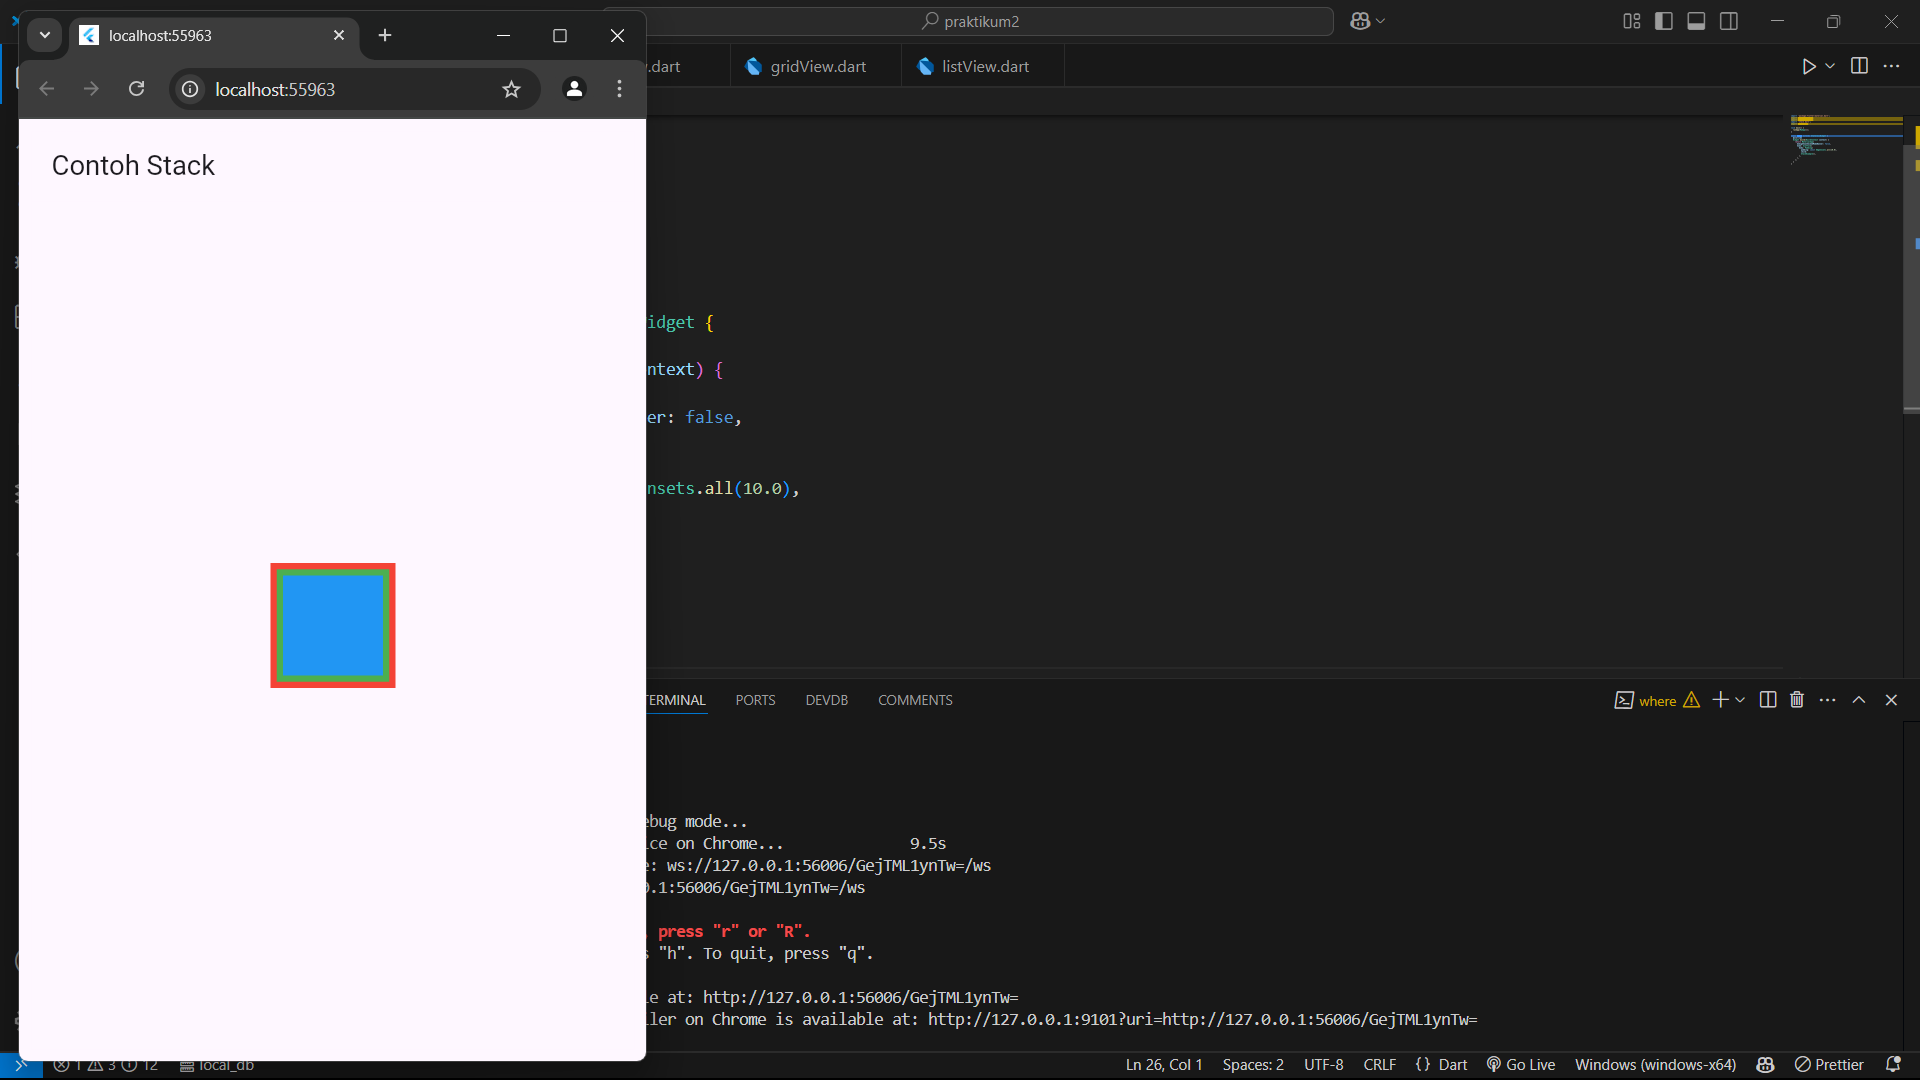 localhost:55963
localhost:55963
Contoh Stack
praktikum2
.dart
gridView.dart
listView.dart
idget {
ntext) {
er: false,
nsets.all(10.0),
ERMINAL
PORTS
DEVDB
COMMENTS
where
ebug mode...
ce on Chrome... 9.5s
: ws://127.0.0.1:56006/GejTML1ynTw=/ws
.1:56006/GejTML1ynTw=/ws
press "r" or "R".
"h". To quit, press "q".
e at: http://127.0.0.1:56006/GejTML1ynTw=
ler on Chrome is available at: http://127.0.0.1:9101?uri=http://127.0.0.1:56006/GejTML1ynTw=
1 3 12 local_db
Ln 26, Col 1
Spaces: 2
UTF-8
CRLF
{} Dart
Go Live
Windows (windows-x64)
Prettier